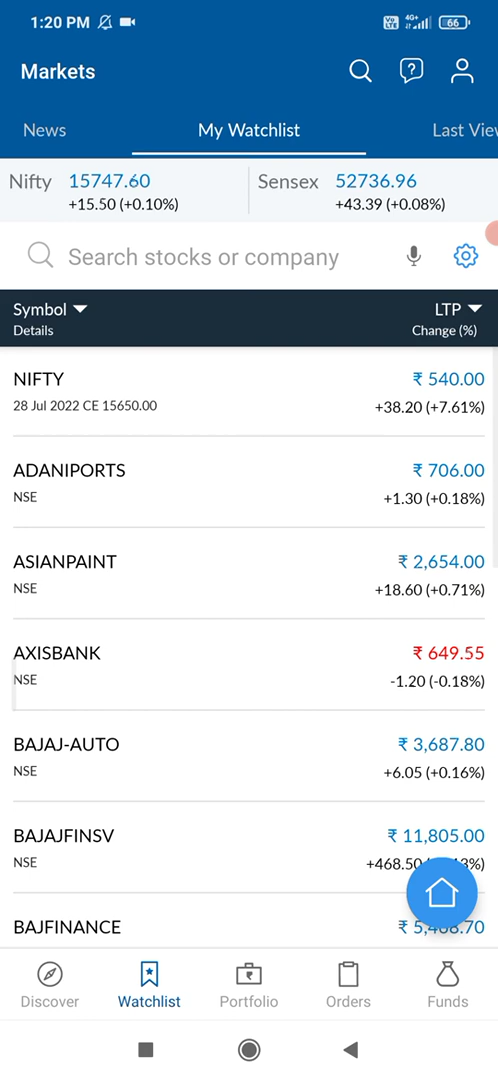 1:20 PM
Vo LTE 4G+ 66
Markets
News My Watchlist Last Vie
Nifty 15747.60 Sensex 52736.96
+15.50 (+0.10%) +43.39 (+0.08%)
Search stocks or company
Symbol LTP
Details Change (%)
NIFTY ₹ 540.00
28 Jul 2022 CE 15650.00 +38.20 (+7.61%)
ADANIPORTS ₹ 706.00
NSE +1.30 (+0.18%)
ASIANPAINT ₹ 2,654.00
NSE +18.60 (+0.71%)
AXISBANK ₹ 649.55
NSE -1.20 (-0.18%)
BAJAJ-AUTO ₹ 3,687.80
NSE +6.05 (+0.16%)
BAJAJFINSV ₹ 11,805.00
NSE +468.50
BAJFINANCE
Discover Watchlist Portfolio Orders Funds